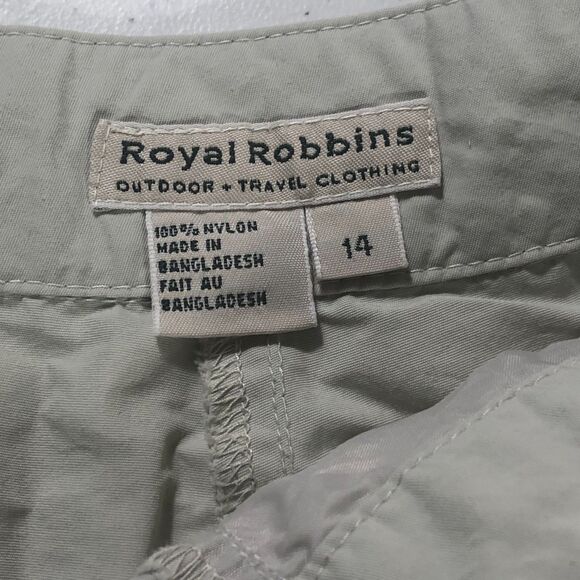 Royal Robbins
OUTDOOR + TRAVEL CLOTHING
100% NYLON
MADE IN
BANGLADESH
FAIT AU
BANGLADESH
14